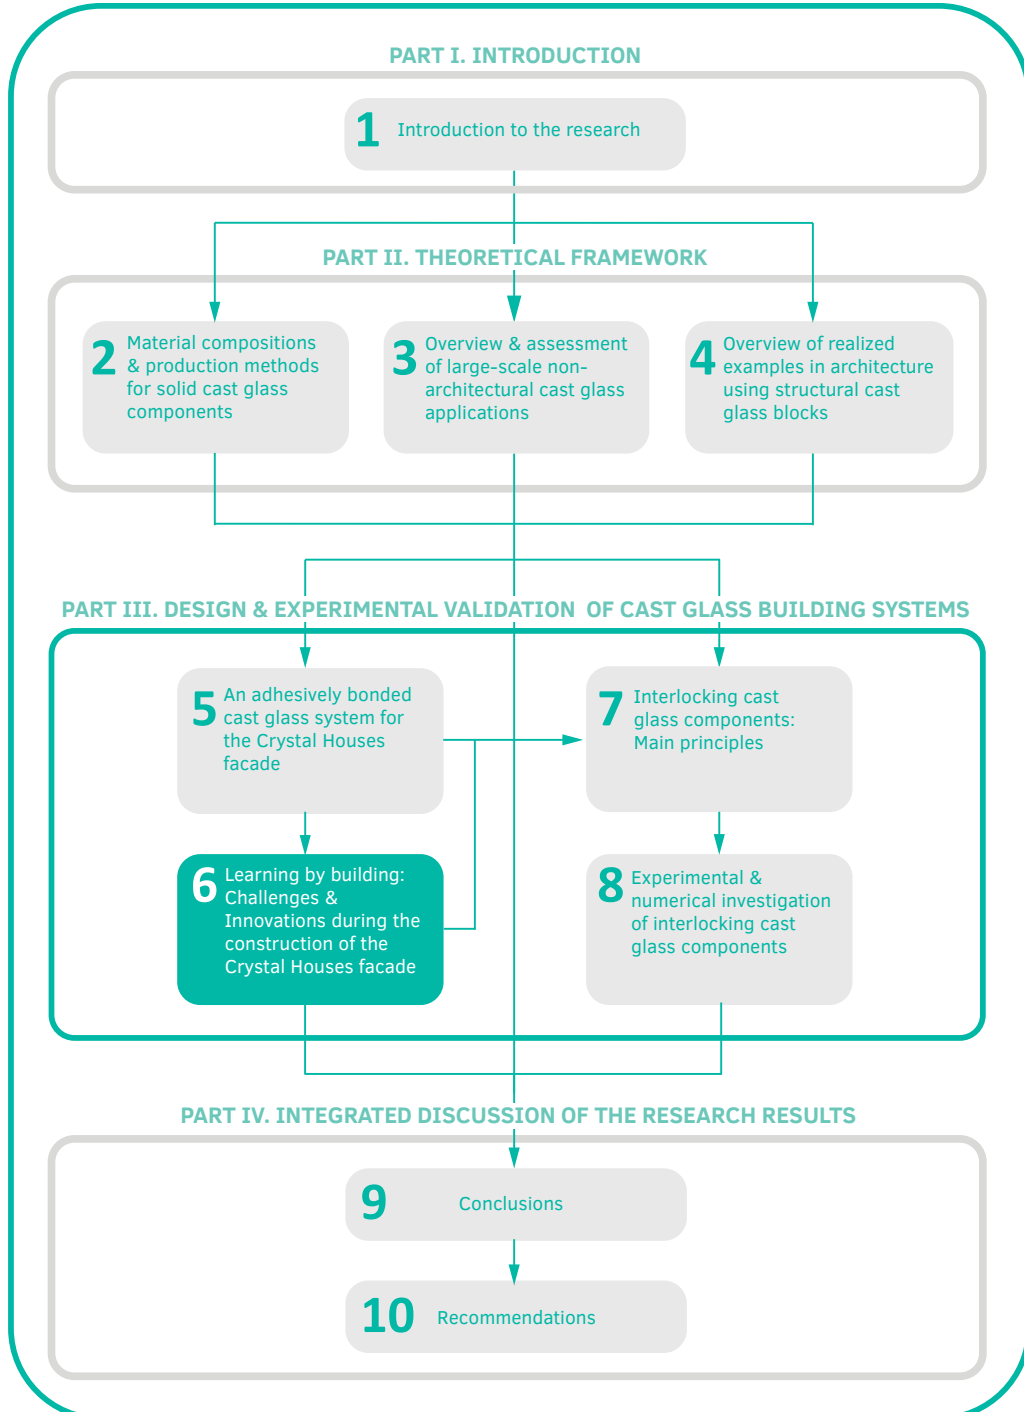 PART I. INTRODUCTION
1 Introduction to the research
PART II. THEORETICAL FRAMEWORK
2 Material compositions
& production methods
for solid cast glass
components
3 Overview & assessment
of large-scale non-
architectural cast glass
applications
4 Overview of realized
examples in architecture
using structural cast
glass blocks
PART III. DESIGN & EXPERIMENTAL VALIDATION OF CAST GLASS BUILDING SYSTEMS
5 An adhesively bonded
cast glass system for
the Crystal Houses
facade
7 Interlocking cast
glass components:
Main principles
6 Learning by building:
Challenges &
Innovations during the
construction of the
Crystal Houses facade
8 Experimental &
numerical investigation
of interlocking cast
glass components
PART IV. INTEGRATED DISCUSSION OF THE RESEARCH RESULTS
9 Conclusions
10 Recommendations